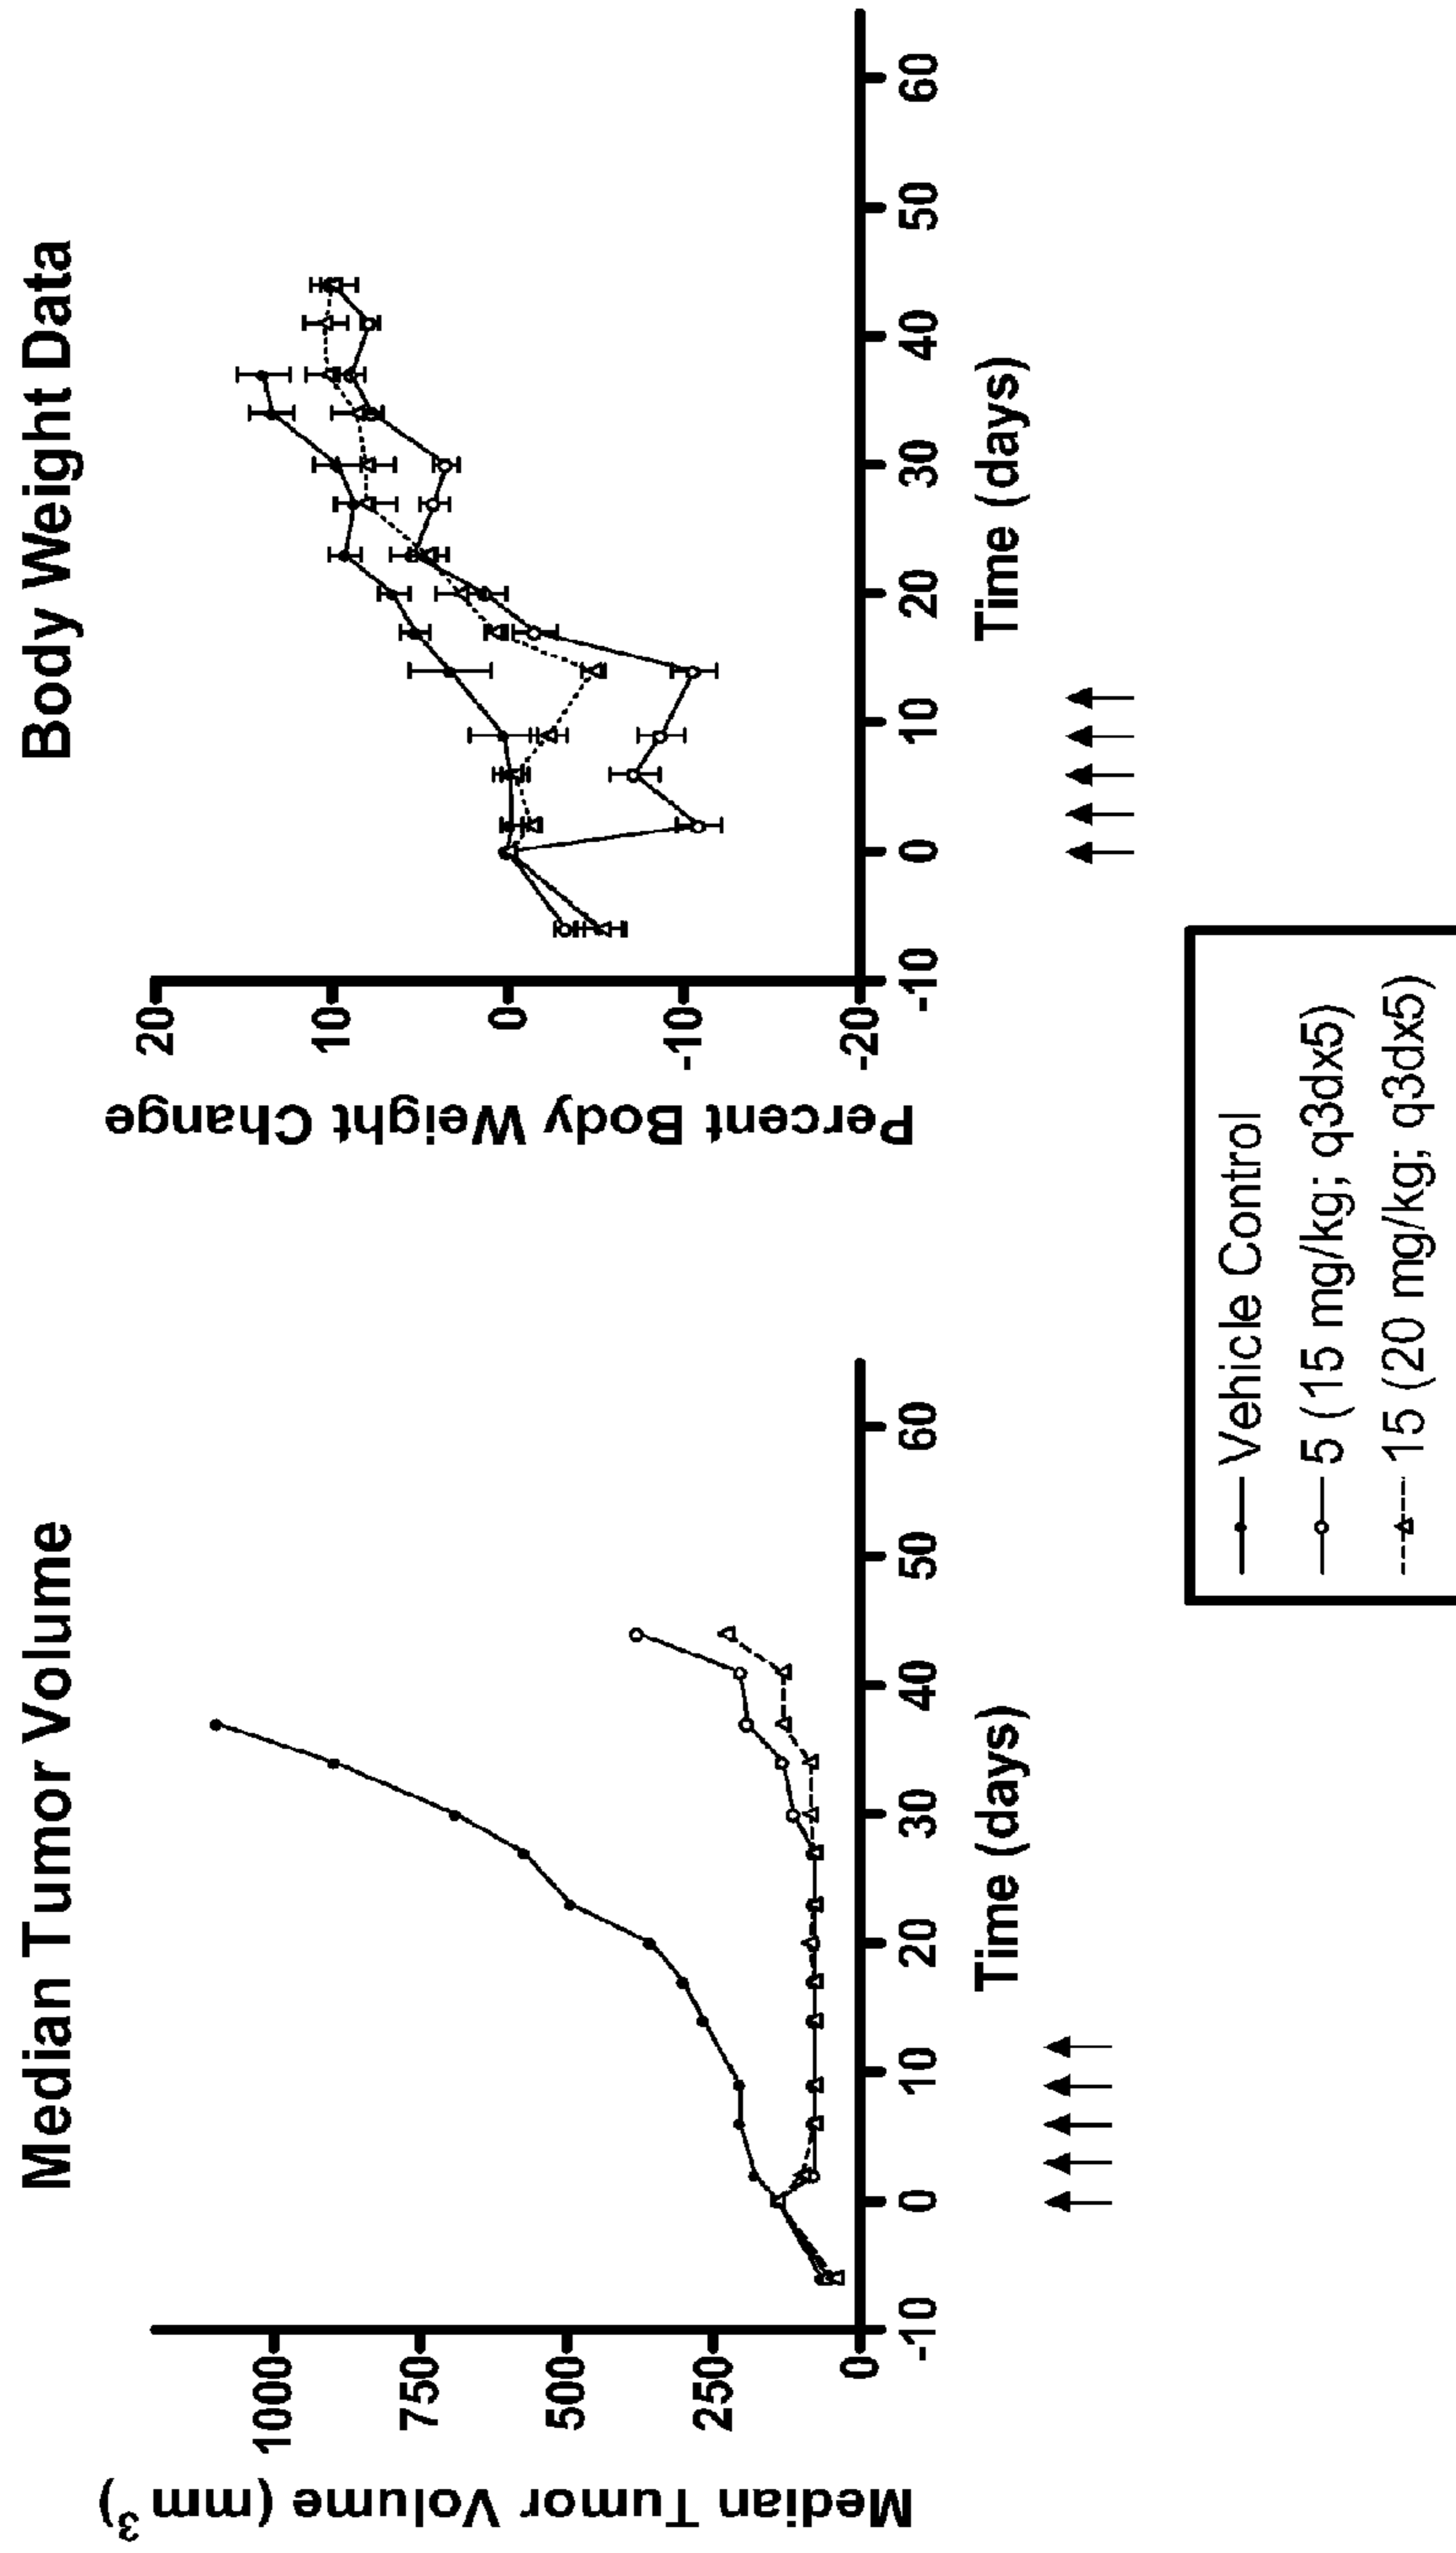 Median Tumor Volume
Median Tumor Volume (mm³)
1000
750
500
250
0
-10 0 10 20 30 40 50 60
Time (days)
Body Weight Data
Percent Body Weight Change
20
10
0
-10
-20
-10 0 10 20 30 40 50 60
Time (days)
Vehicle Control
5 (15 mg/kg; q3dx5)
15 (20 mg/kg; q3dx5)